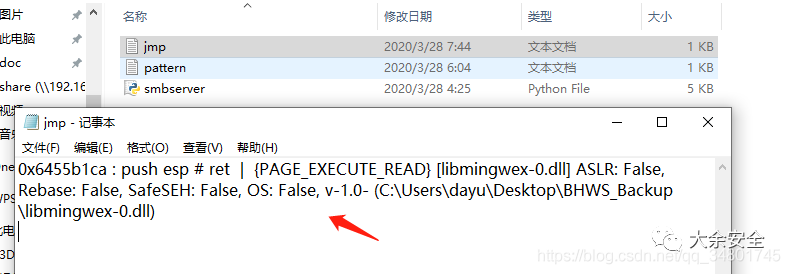 图片
此电脑
doc
share (\\192.16
视频
名称
修改日期
类型
大小
jmp
2020/3/28 7:44
文本文档
1 KB
pattern
2020/3/28 6:04
文本文档
1 KB
smbserver
2020/3/28 4:25
Python File
5 KB
jmp - 记事本
文件(F) 编辑(E) 格式(O) 查看(V) 帮助(H)
0x6455b1ca : push esp # ret | {PAGE_EXECUTE_READ} [libmingwex-0.dll] ASLR: False,
Rebase: False, SafeSEH: False, OS: False, v-1.0- (C:\Users\dayu\Desktop\BHWS_Backup
\libmingwex-0.dll)
大余安全
https://blog.csdn.net/qq_34801745